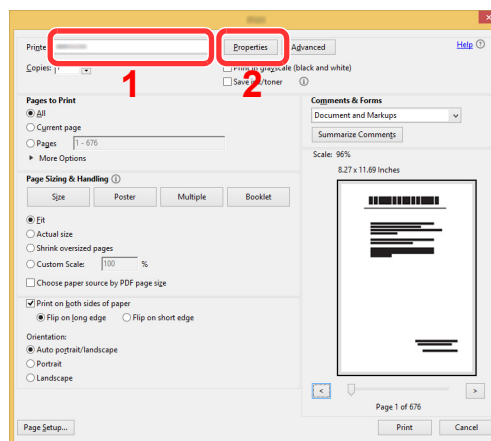 Printe
Properties
Advanced
Help
1
2
Copies:
Print in grayscale (black and white)
Save ink/toner
Pages to Print
All
Current page
Pages
1 - 676
More Options
Comments & Forms
Document and Markups
Summarize Comments
Page Sizing & Handling
Size
Poster
Multiple
Booklet
Fit
Actual size
Shrink oversized pages
Custom Scale:
100
%
Choose paper source by PDF page size
Print on both sides of paper
Flip on long edge
Flip on short edge
Orientation:
Auto portrait/landscape
Portrait
Landscape
Scale: 96%
8.27 x 11.69 Inches
<
>
Page 1 of 676
Page Setup...
Print
Cancel